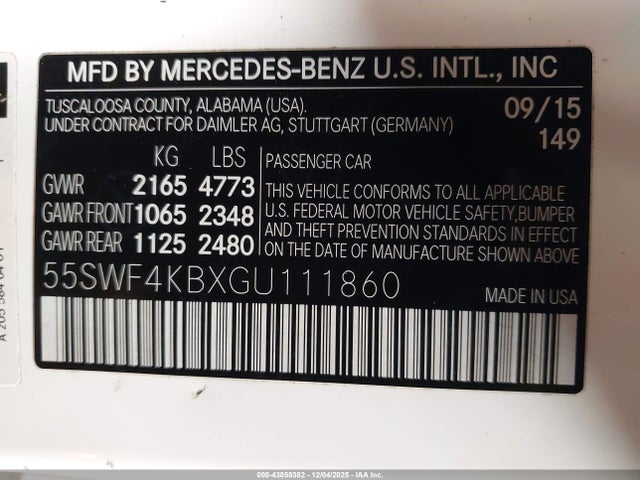 MFD BY MERCEDES-BENZ U.S. INTL., INC
TUSCALOOSA COUNTY, ALABAMA (USA).
UNDER CONTRACT FOR DAIMLER AG, STUTTGART (GERMANY)
09/15
149
KG LBS
GVWR 2165 4773
GAWR FRONT 1065 2348
GAWR REAR 1125 2480
PASSENGER CAR
THIS VEHICLE CONFORMS TO ALL APPLICABLE
U.S. FEDERAL MOTOR VEHICLE SAFETY,BUMPER
AND THEFT PREVENTION STANDARDS IN EFFECT
ON THE DATE OF MANUFACTURE SHOWN ABOVE
55SWF4KBXGU111860
MADE IN USA
000-43858382 - 12/04/2025 - IAA Inc.